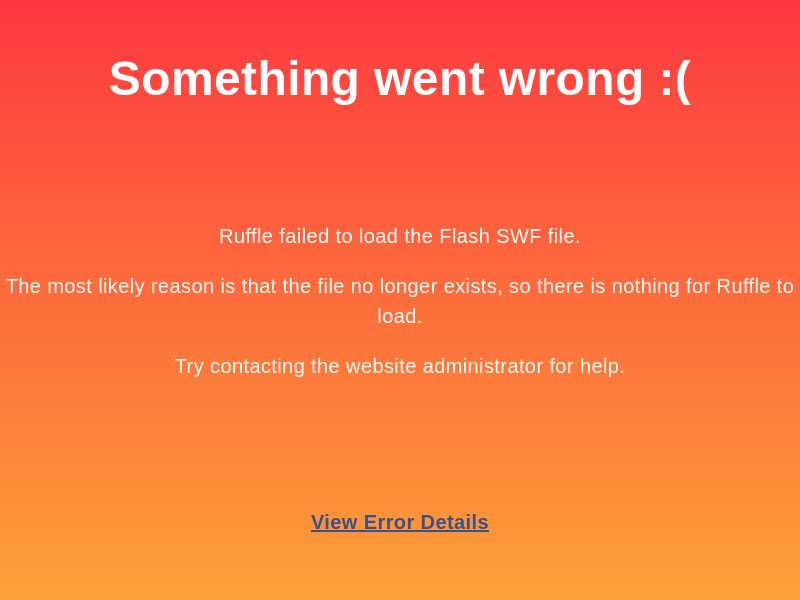 Something went wrong :(
Ruffle failed to load the Flash SWF file.
The most likely reason is that the file no longer exists, so there is nothing for Ruffle to
load.
Try contacting the website administrator for help.
View Error Details